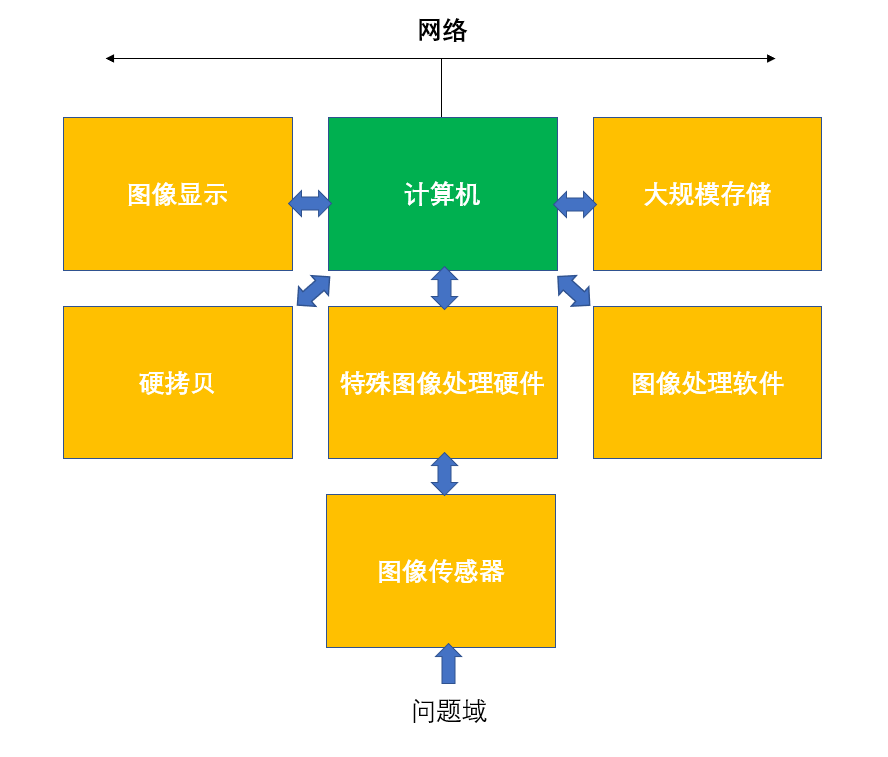 网络
图像显示
计算机
大规模存储
硬拷贝
特殊图像处理硬件
图像处理软件
图像传感器
问题域